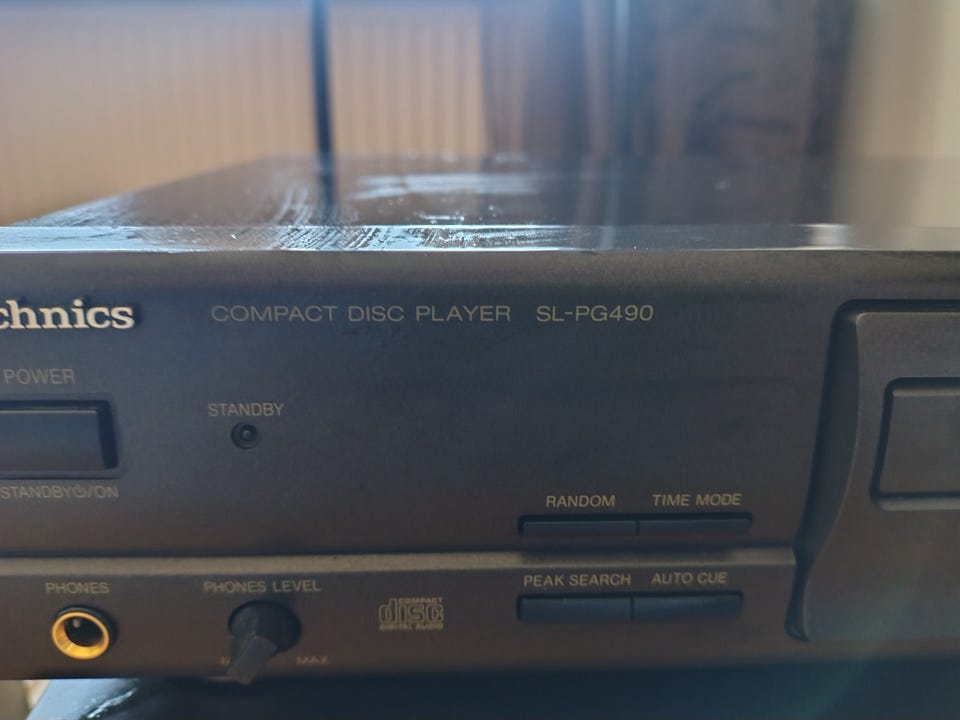 chnics
COMPACT DISC PLAYER SL-PG490
POWER
STANDBY
STANDBY⏻/ON
RANDOM TIME MODE
PHONES
PHONES LEVEL
MAX
COMPACT
disc
DIGITAL AUDIO
PEAK SEARCH AUTO CUE